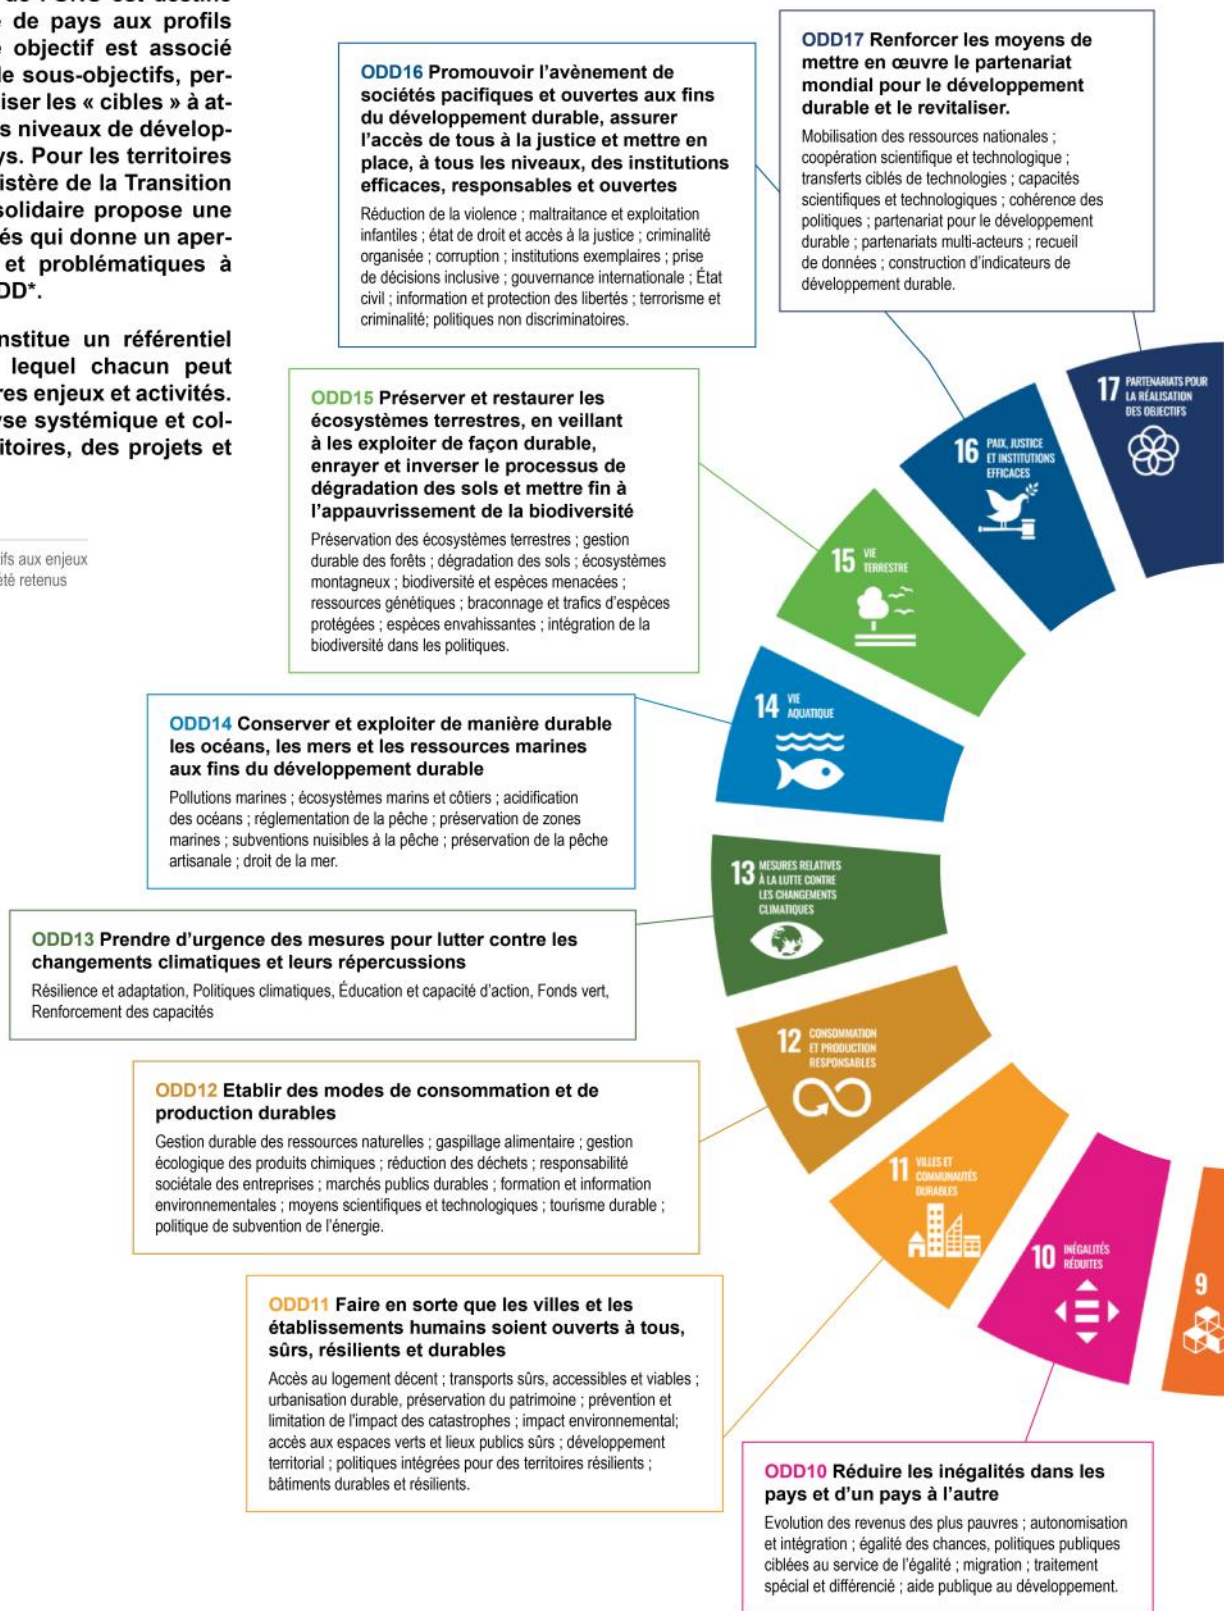 de pays aux profils
objectif est associé
de sous-objectifs, per-
iser les « cibles » à at-
s niveaux de dévelop-
ys. Pour les territoires
istère de la Transition
solidaire propose une
és qui donne un aper-
et problématiques à
DD*.
nstitue un référentiel
lequel chacun peut
res enjeux et activités.
yse systémique et col-
ritoires, des projets et
ifs aux enjeux
été retenus
ODD17 Renforcer les moyens de
mettre en œuvre le partenariat
mondial pour le développement
durable et le revitaliser.
Mobilisation des ressources nationales ;
coopération scientifique et technologique ;
transferts ciblés de technologies ; capacités
scientifiques et technologiques ; cohérence des
politiques ; partenariat pour le développement
durable ; partenariats multi-acteurs ; recueil
de données ; construction d'indicateurs de
développement durable.
ODD16 Promouvoir l'avènement de
sociétés pacifiques et ouvertes aux fins
du développement durable, assurer
l'accès de tous à la justice et mettre en
place, à tous les niveaux, des institutions
efficaces, responsables et ouvertes
Réduction de la violence ; maltraitance et exploitation
infantiles ; état de droit et accès à la justice ; criminalité
organisée ; corruption ; institutions exemplaires ; prise
de décisions inclusive ; gouvernance internationale ; État
civil ; information et protection des libertés ; terrorisme et
criminalité; politiques non discriminatoires.
ODD15 Préserver et restaurer les
écosystèmes terrestres, en veillant
à les exploiter de façon durable,
enrayer et inverser le processus de
dégradation des sols et mettre fin à
l'appauvrissement de la biodiversité
Préservation des écosystèmes terrestres ; gestion
durable des forêts ; dégradation des sols ; écosystèmes
montagneux ; biodiversité et espèces menacées ;
ressources génétiques ; braconnage et trafics d'espèces
protégées ; espèces envahissantes ; intégration de la
biodiversité dans les politiques.
ODD14 Conserver et exploiter de manière durable
les océans, les mers et les ressources marines
aux fins du développement durable
Pollutions marines ; écosystèmes marins et côtiers ; acidification
des océans ; réglementation de la pêche ; préservation de zones
marines ; subventions nuisibles à la pêche ; préservation de la pêche
artisanale ; droit de la mer.
ODD13 Prendre d'urgence des mesures pour lutter contre les
changements climatiques et leurs répercussions
Résilience et adaptation, Politiques climatiques, Éducation et capacité d'action, Fonds vert,
Renforcement des capacités
ODD12 Etablir des modes de consommation et de
production durables
Gestion durable des ressources naturelles ; gaspillage alimentaire ; gestion
écologique des produits chimiques ; réduction des déchets ; responsabilité
sociétale des entreprises ; marchés publics durables ; formation et information
environnementales ; moyens scientifiques et technologiques ; tourisme durable ;
politique de subvention de l'énergie.
ODD11 Faire en sorte que les villes et les
établissements humains soient ouverts à tous,
sûrs, résilients et durables
Accès au logement décent ; transports sûrs, accessibles et viables ;
urbanisation durable, préservation du patrimoine ; prévention et
limitation de l'impact des catastrophes ; impact environnemental;
accès aux espaces verts et lieux publics sûrs ; développement
territorial ; politiques intégrées pour des territoires résilients ;
bâtiments durables et résilients.
ODD10 Réduire les inégalités dans les
pays et d'un pays à l'autre
Evolution des revenus des plus pauvres ; autonomisation
et intégration ; égalité des chances, politiques publiques
ciblées au service de l'égalité ; migration ; traitement
spécial et différencié ; aide publique au développement.
17 PARTENARIATS POUR
LA RÉALISATION
DES OBJECTIFS
16 PAIX, JUSTICE
ET INSTITUTIONS
EFFICACES
15 VIE
TERRESTRE
14 VIE
AQUATIQUE
13 MESURES RELATIVES
À LA LUTTE CONTRE
LES CHANGEMENTS
CLIMATIQUES
12 CONSOMMATION
ET PRODUCTION
RESPONSABLES
11 VILLES ET
COMMUNAUTÉS
DURABLES
10 INÉGALITÉS
RÉDUITES
9